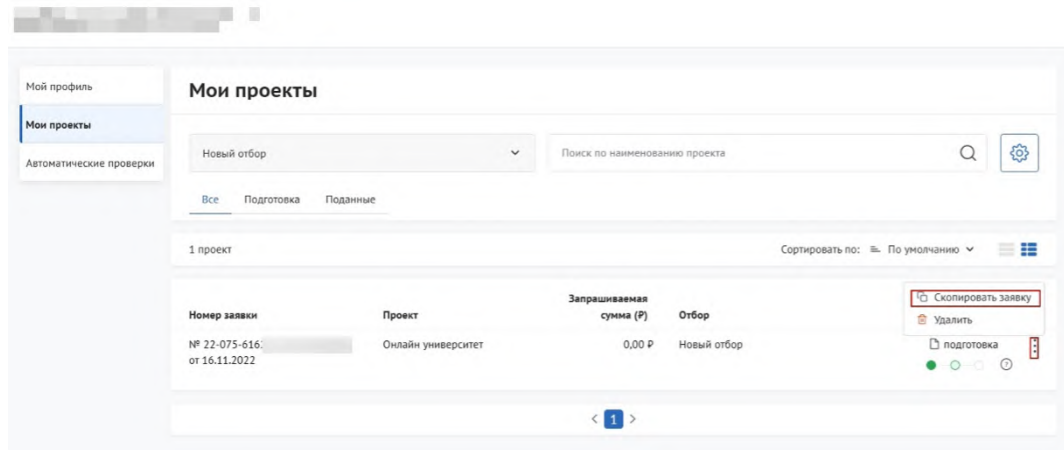 Мой профиль
Мои проекты
Автоматические проверки
Мои проекты
Новый отбор
Поиск по наименованию проекта
Все Подготовка Поданные
1 проект
Сортировать по: По умолчанию
Скопировать заявку
Удалить
Номер заявки Проект Запрашиваемая сумма (₽) Отбор
№ 22-075-616 Онлайн университет 0,00 ₽ Новый отбор подготовка
от 16.11.2022
< 1 >